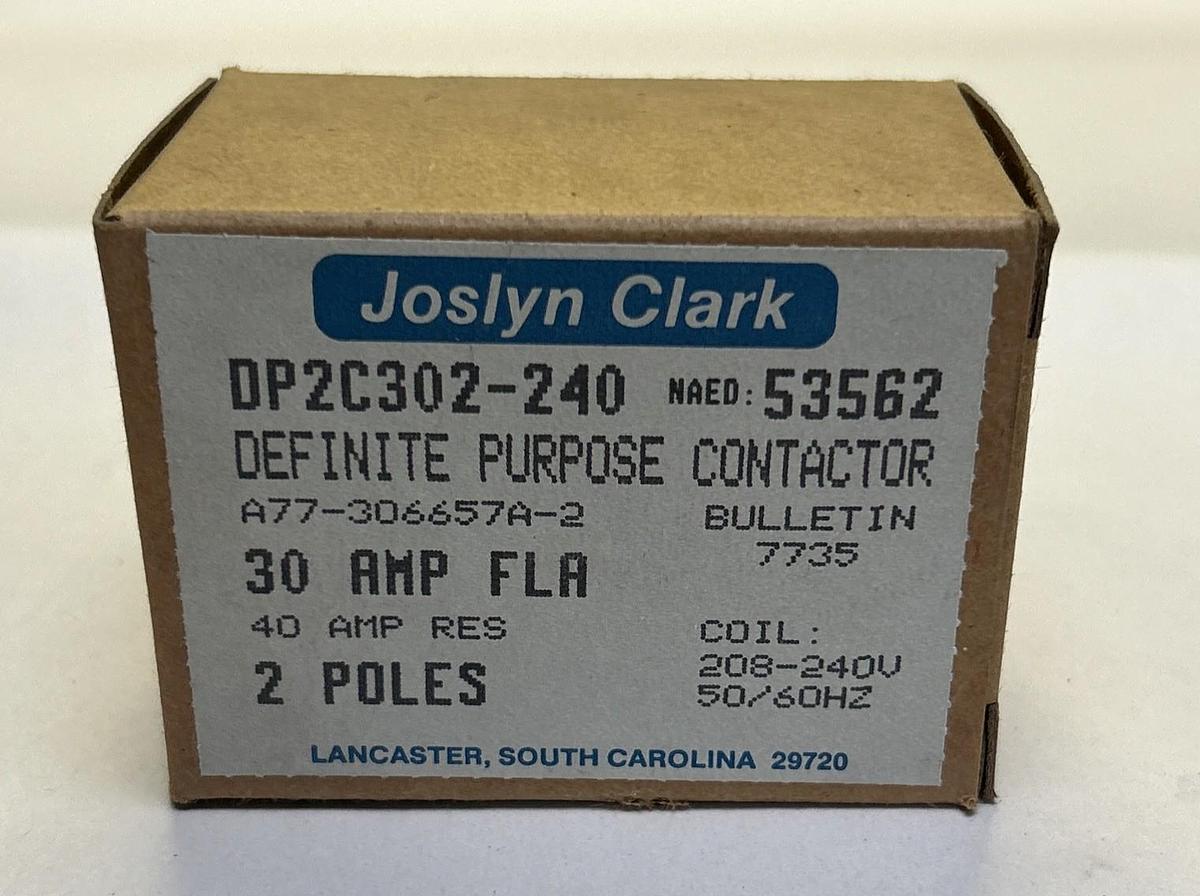 Joslyn Clark
DP2C302-240 NAED: 53562
DEFINITE PURPOSE CONTACTOR
A77-306657A-2 BULLETIN
7735
30 AMP FLA
40 AMP RES COIL:
2 POLES 208-240V
50/60HZ
LANCASTER, SOUTH CAROLINA 29720